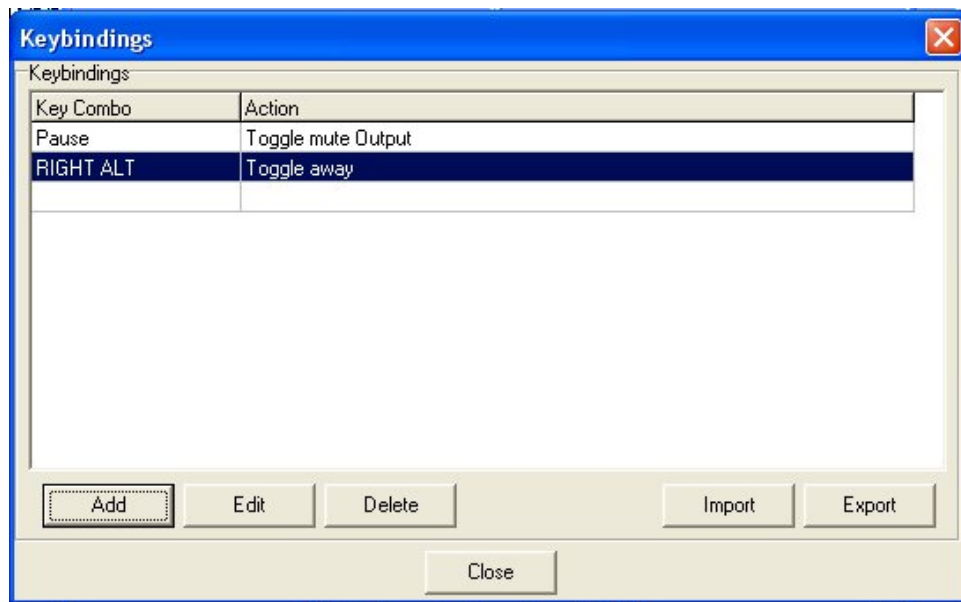 Keybindings
Keybindings
Key Combo Action
Pause Toggle mute Output
RIGHT ALT Toggle away
Add Edit Delete Import Export
Close